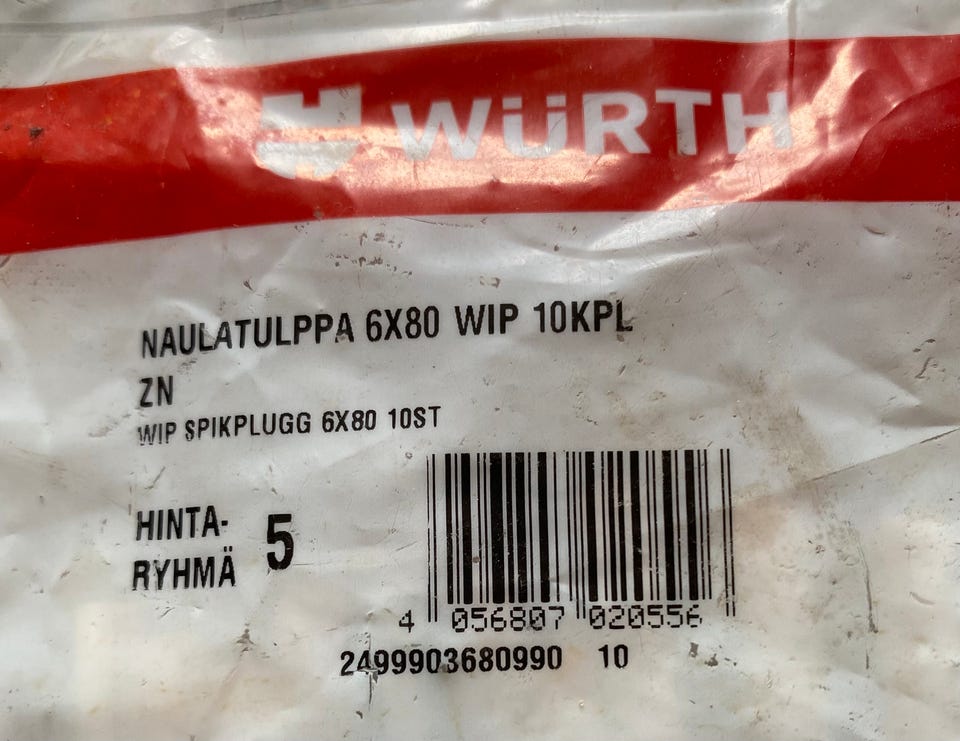 WÜRTH
NAULATULPPA 6X80 WIP 10KPL
ZN
WIP SPIKPLUGG 6X80 10ST
HINTA-
RYHMÄ 5
4 056807 020556
2499903680990 10